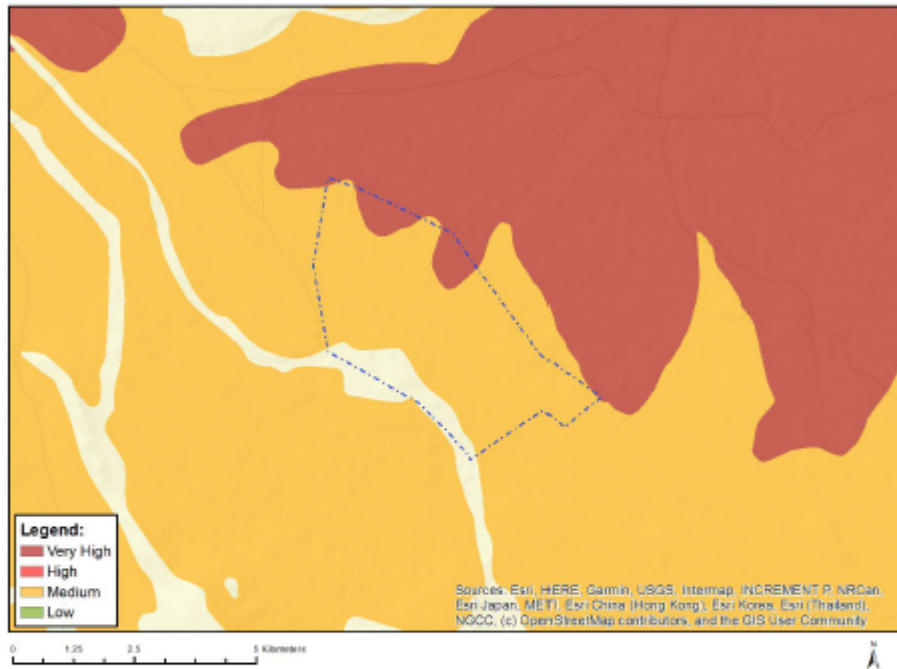 Legend:
Very High
High
Medium
Low
Sources: Esri, HERE, Garmin, USGS, Intermap, INCREMENT P, NRCan,
Esri Japan, METI, Esri China (Hong Kong), Esri Korea, Esri (Thailand),
NGCC, (c) OpenStreetMap contributors, and the GIS User Community
0 1.25 2.5 5 Kilometers
N